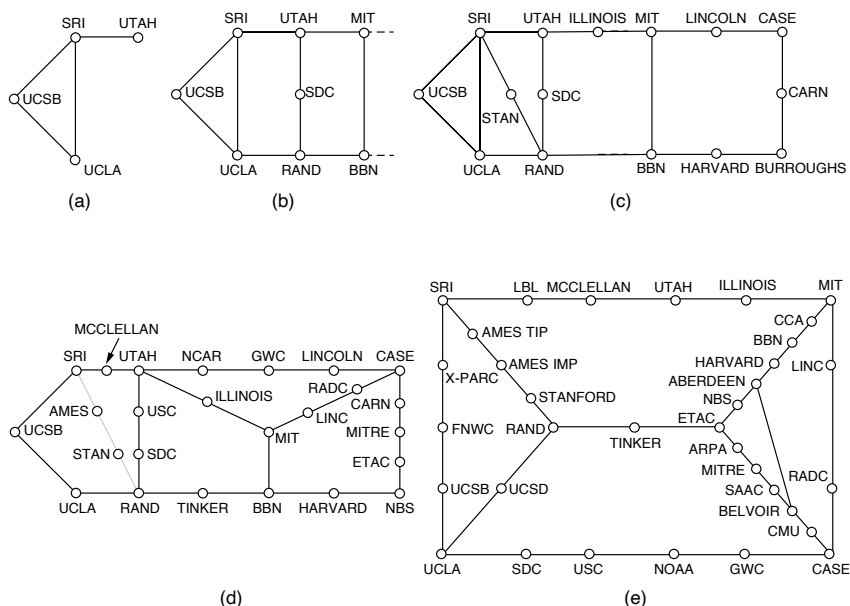 SRI UTAH
UCSB
UCLA
(a)
SRI UTAH MIT
UCSB SDC
UCLA RAND BBN
(b)
SRI UTAH ILLINOIS MIT LINCOLN CASE
UCSB
STAN SDC CARN
UCLA RAND BBN HARVARD BURROUGHS
(c)
MCCLELLAN
SRI UTAH NCAR GWC LINCOLN CASE
RADC
ILLINOIS CARN
AMES USC LINC
UCSB MIT MITRE
STAN SDC ETAC
UCLA RAND TINKER BBN HARVARD NBS
(d)
SRI LBL MCCLELLAN UTAH ILLINOIS MIT
CCA
AMES TIP BBN
AMES IMP HARVARD LINC
X-PARC ABERDEEN
STANFORD NBS
FNWC RAND ETAC
TINKER ARPA
MITRE
UCSB UCSD SAAC RADC
BELVOIR
CMU
UCLA SDC USC NOAA GWC CASE
(e)